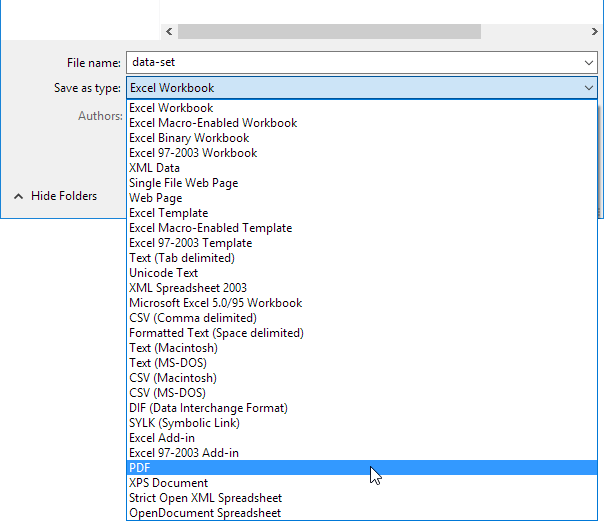 File name: data-set
Save as type: Excel Workbook
Authors:
Excel Workbook
Excel Macro-Enabled Workbook
Excel Binary Workbook
Excel 97-2003 Workbook
XML Data
Single File Web Page
Web Page
Excel Template
Excel Macro-Enabled Template
Excel 97-2003 Template
Text (Tab delimited)
Unicode Text
XML Spreadsheet 2003
Microsoft Excel 5.0/95 Workbook
CSV (Comma delimited)
Formatted Text (Space delimited)
Text (Macintosh)
Text (MS-DOS)
CSV (Macintosh)
CSV (MS-DOS)
DIF (Data Interchange Format)
SYLK (Symbolic Link)
Excel Add-in
Excel 97-2003 Add-in
PDF
XPS Document
Strict Open XML Spreadsheet
OpenDocument Spreadsheet
Hide Folders